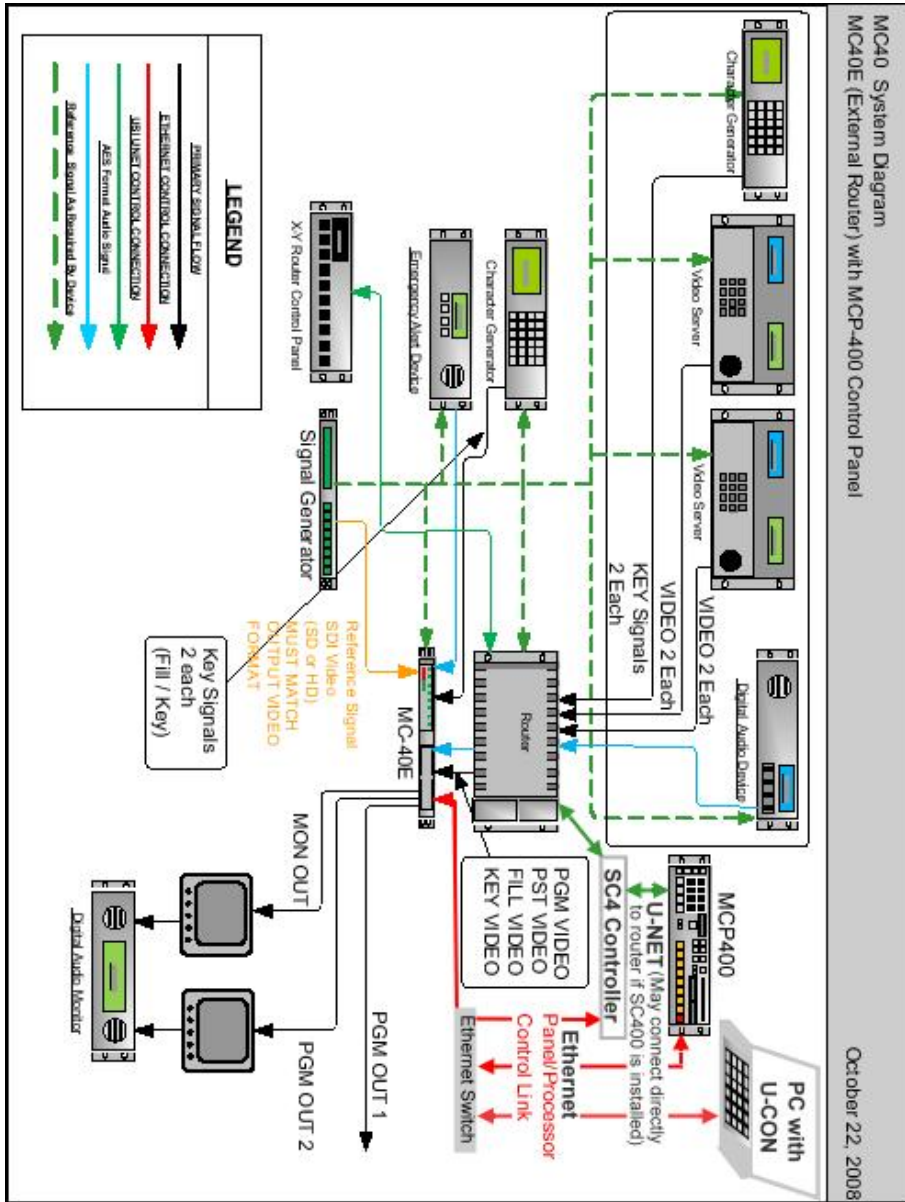 MC40 System Diagram
MC40E (External Router) with MCP-400 Control Panel
October 22, 2008
Character Generator
Video Server
Video Server
Digital Audio Device
VIDEO 2 Each
VIDEO 2 Each
KEY Signals
2 Each
MCP400
PC with
U-CON
U-NET (May connect directly
to router if SC400 is installed)
SC4 Controller
Ethernet
Panel/Processor
Control Link
Ethernet Switch
Character Generator
Emergency Alert Device
X-Y Router Control Panel
Router
PGM VIDEO
PST VIDEO
FILL VIDEO
KEY VIDEO
Signal Generator
MC-40E
Reference Signal
SDI Video
(SD or HD)
MUST MATCH
OUTPUT VIDEO
FORMAT
Key Signals
2 each
(Fill / Key)
MON OUT
PGM OUT 2
PGM OUT 1
Digital Audio Monitor
LEGEND
PRIMARY SIGNAL FLOW
ETHERNET CONTROL CONNECTION
UBI UNET CONTROL CONNECTION
AES Format Audio Signal
Reference Signal As Required By Device